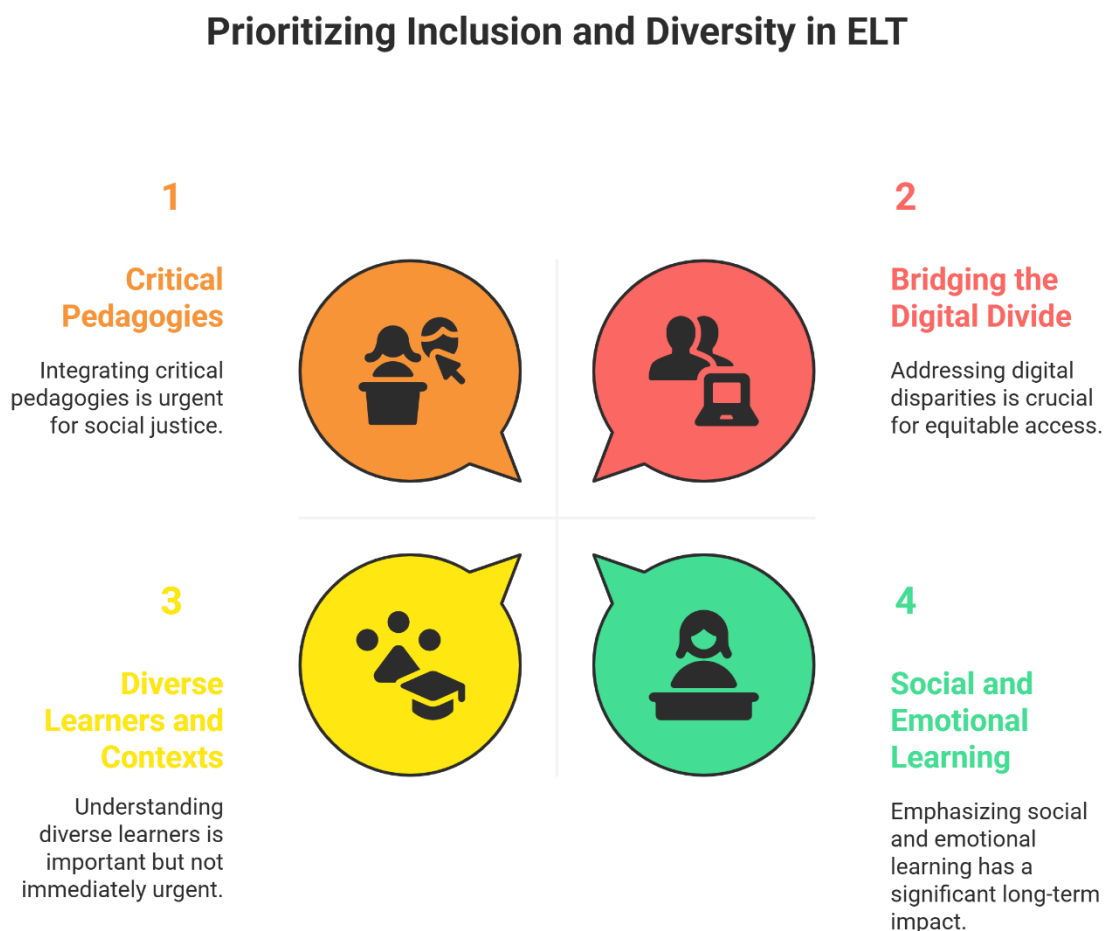 Prioritizing Inclusion and Diversity in ELT
1
Critical
Pedagogies
Integrating critical
pedagogies is urgent
for social justice.
2
Bridging the
Digital Divide
Addressing digital
disparities is crucial
for equitable access.
3
Diverse
Learners and
Contexts
Understanding
diverse learners is
important but not
immediately urgent.
4
Social and
Emotional
Learning
Emphasizing social
and emotional
learning has a
significant long-term
impact.